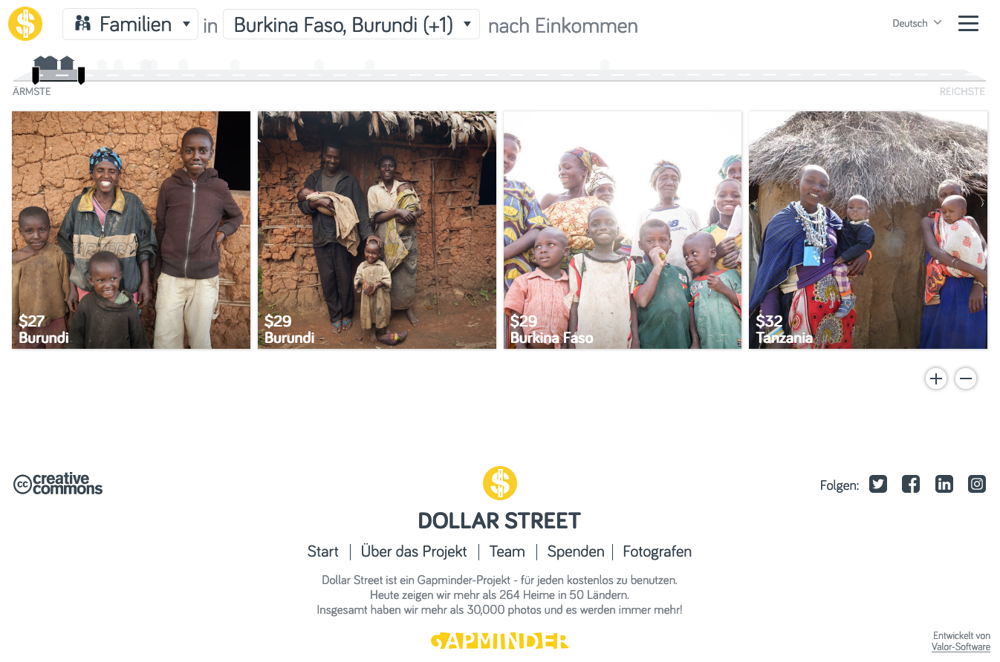 Familien in Burkina Faso, Burundi (+1) nach Einkommen
Deutsch
ÄRMSTE
REICHSTE
$27
Burundi
$29
Burundi
$29
Burkina Faso
$32
Tanzania
cc creative
commons
DOLLAR STREET
Folgen:
Start | Über das Projekt | Team | Spenden | Fotografen
Dollar Street ist ein Gapminder-Projekt - für jeden kostenlos zu benutzen.
Heute zeigen wir mehr als 264 Heime in 50 Ländern.
Insgesamt haben wir mehr als 30,000 photos und es werden immer mehr!
GAPMINDER
Entwickelt von
Valor-Software